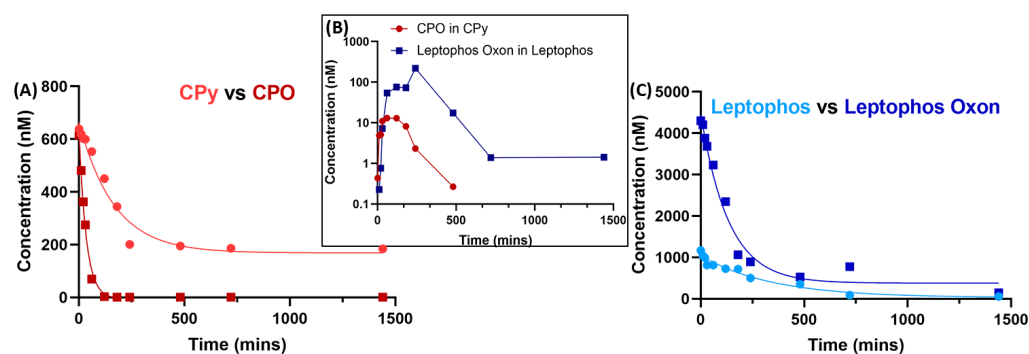 (A)
CPy vs CPO
Concentration (nM)
800
600
400
200
0
0
500
1000
1500
Time (mins)
(B)
CPO in CPy
Leptophos Oxon in Leptophos
Concentration (nM)
1000
100
10
1
0.1
0
500
1000
1500
Time (mins)
(C)
Leptophos vs Leptophos Oxon
Concentration (nM)
5000
4000
3000
2000
1000
0
0
500
1000
1500
Time (mins)